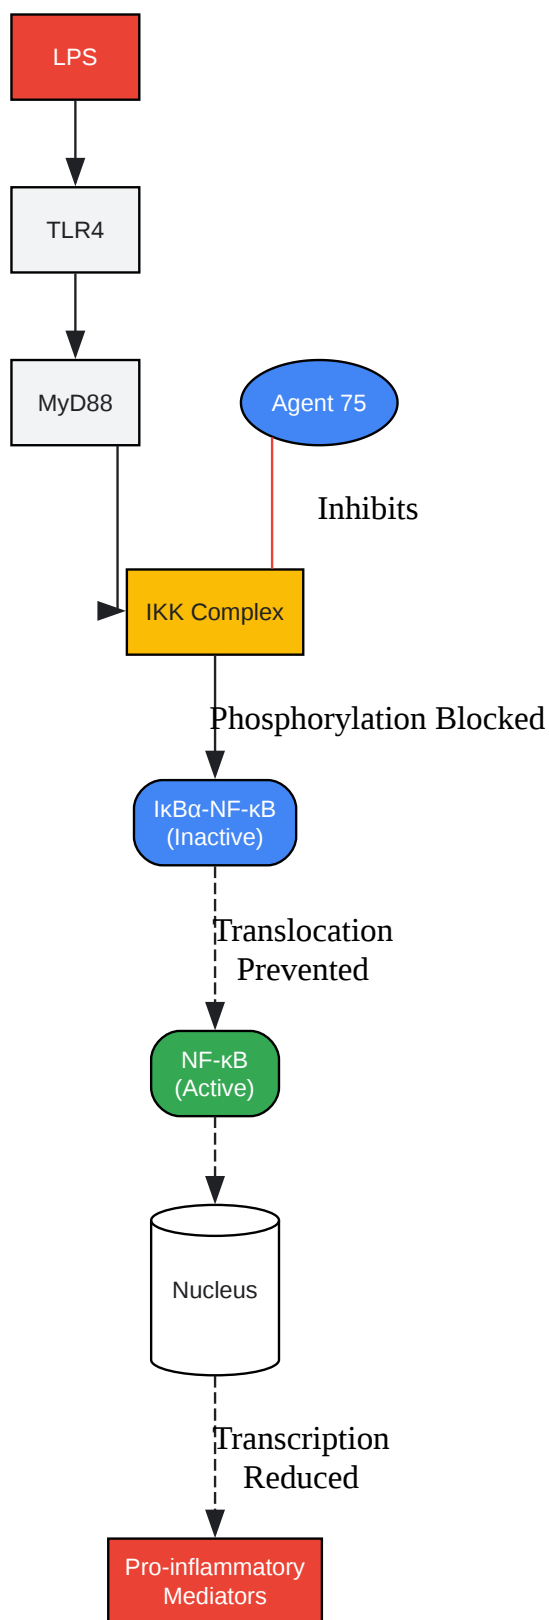 LPS
TLR4
MyD88
Agent 75
Inhibits
IKK Complex
Phosphorylation Blocked
IκBα-NF-κB
(Inactive)
Translocation
Prevented
NF-κB
(Active)
Nucleus
Transcription
Reduced
Pro-inflammatory
Mediators